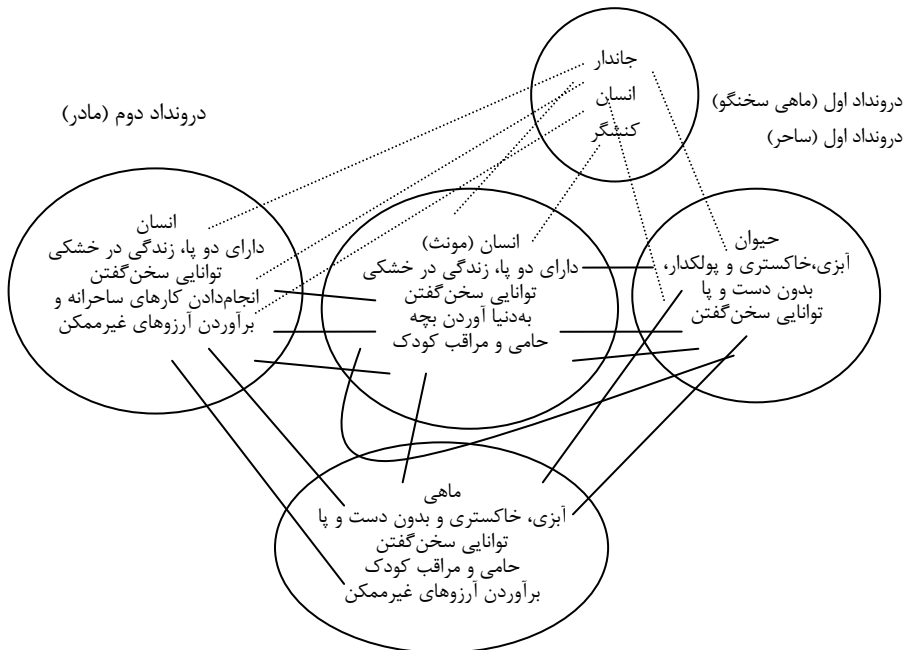 جاندار
انسان
کنشگر
درونداد اول (ماهی سخنگو)
درونداد اول (ساحر)
درونداد دوم (مادر)
حیوان
آبزی،خاکستری و پولکدار،
بدون دست و پا
توانایی سخن‌گفتن
انسان (مونث)
دارای دو پا، زندگی در خشکی
توانایی سخن‌گفتن
به‌دنیا آوردن بچه
حامی و مراقب کودک
انسان
دارای دو پا، زندگی در خشکی
توانایی سخن‌گفتن
انجام‌دادن کارهای ساحرانه و
برآوردن آرزوهای غیرممکن
ماهی
آبزی، خاکستری و بدون دست و پا
توانایی سخن‌گفتن
حامی و مراقب کودک
برآوردن آرزوهای غیرممکن